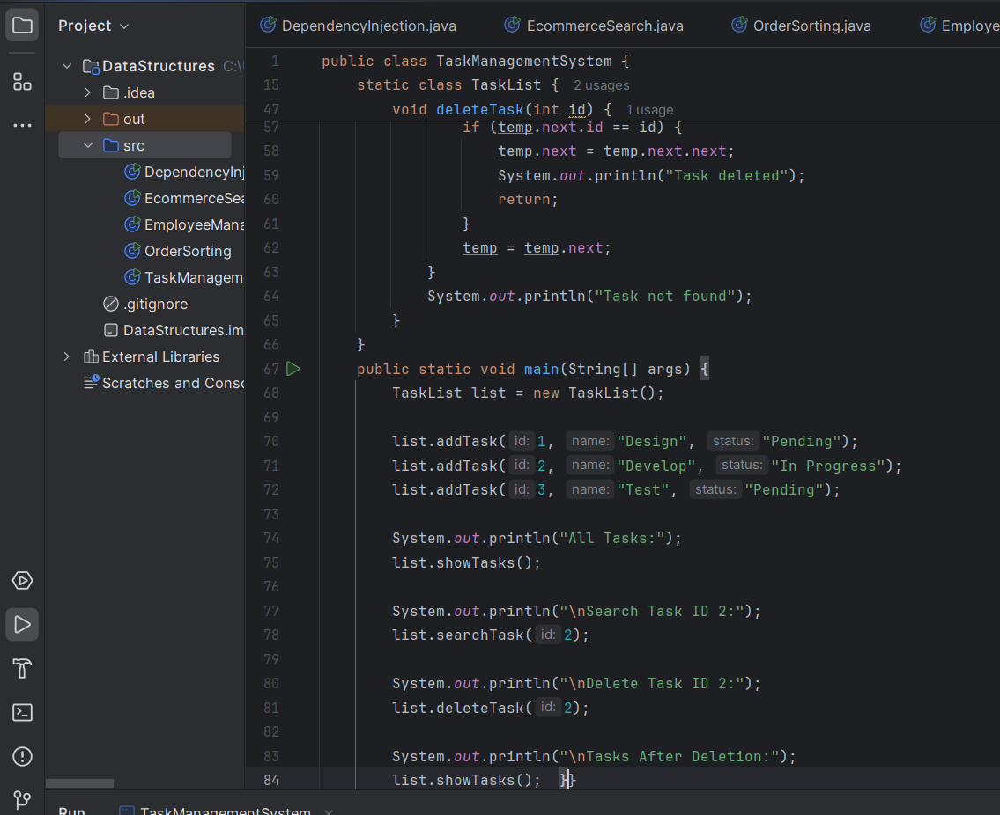 Project
DataStructures C:\
.idea
out
src
DependencyInj
EcommerceSea
EmployeeMana
OrderSorting
TaskManagem
.gitignore
DataStructures.im
External Libraries
Scratches and Conso
DependencyInjection.java EcommerceSearch.java OrderSorting.java Employe
1 public class TaskManagementSystem {
15 static class TaskList { 2 usages
47 void deleteTask(int id) { 1 usage
57 if (temp.next.id == id) {
58 temp.next = temp.next.next;
59 System.out.println("Task deleted");
60 return;
61 }
62 temp = temp.next;
63 }
64 System.out.println("Task not found");
65 }
66 }
67 public static void main(String[] args) {
68 TaskList list = new TaskList();
69
70 list.addTask( id: 1, name: "Design", status: "Pending");
71 list.addTask( id: 2, name: "Develop", status: "In Progress");
72 list.addTask( id: 3, name: "Test", status: "Pending");
73
74 System.out.println("All Tasks:");
75 list.showTasks();
76
77 System.out.println("\nSearch Task ID 2:");
78 list.searchTask( id: 2);
79
80 System.out.println("\nDelete Task ID 2:");
81 list.deleteTask( id: 2);
82
83 System.out.println("\nTasks After Deletion:");
84 list.showTasks(); }}
Run TaskManagementSystem ×